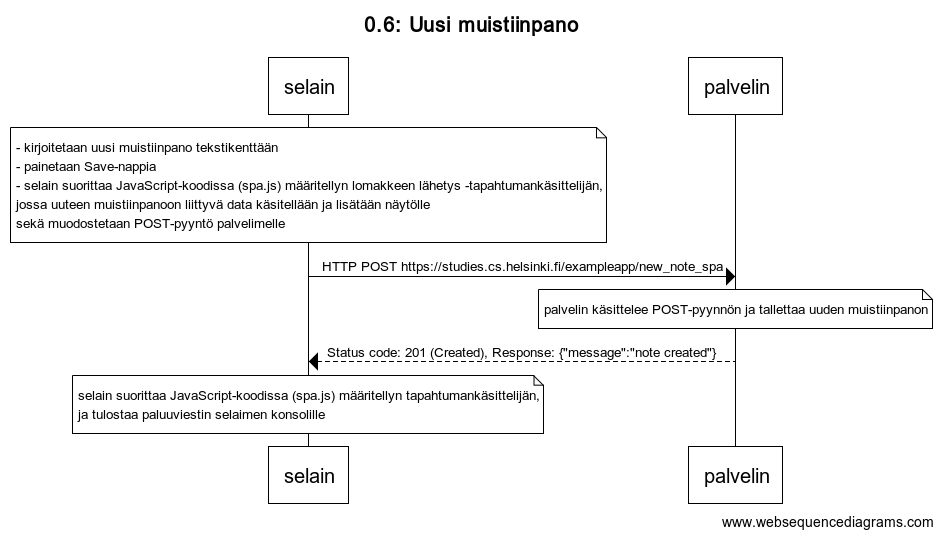 0.6: Uusi muistiinpano
selain
palvelin
- kirjoitetaan uusi muistiinpano tekstikenttään
- painetaan Save-nappia
- selain suorittaa JavaScript-koodissa (spa.js) määritellyn lomakkeen lähetys -tapahtumankäsittelijän,
jossa uuteen muistiinpanoon liittyvä data käsitellään ja lisätään näytölle
sekä muodostetaan POST-pyyntö palvelimelle
HTTP POST https://studies.cs.helsinki.fi/exampleapp/new_note_spa
palvelin käsittelee POST-pyynnön ja tallettaa uuden muistiinpanon
Status code: 201 (Created), Response: {"message":"note created"}
selain suorittaa JavaScript-koodissa (spa.js) määritellyn tapahtumankäsittelijän,
ja tulostaa paluuviestin selaimen konsolille
selain
palvelin
www.websequencediagrams.com